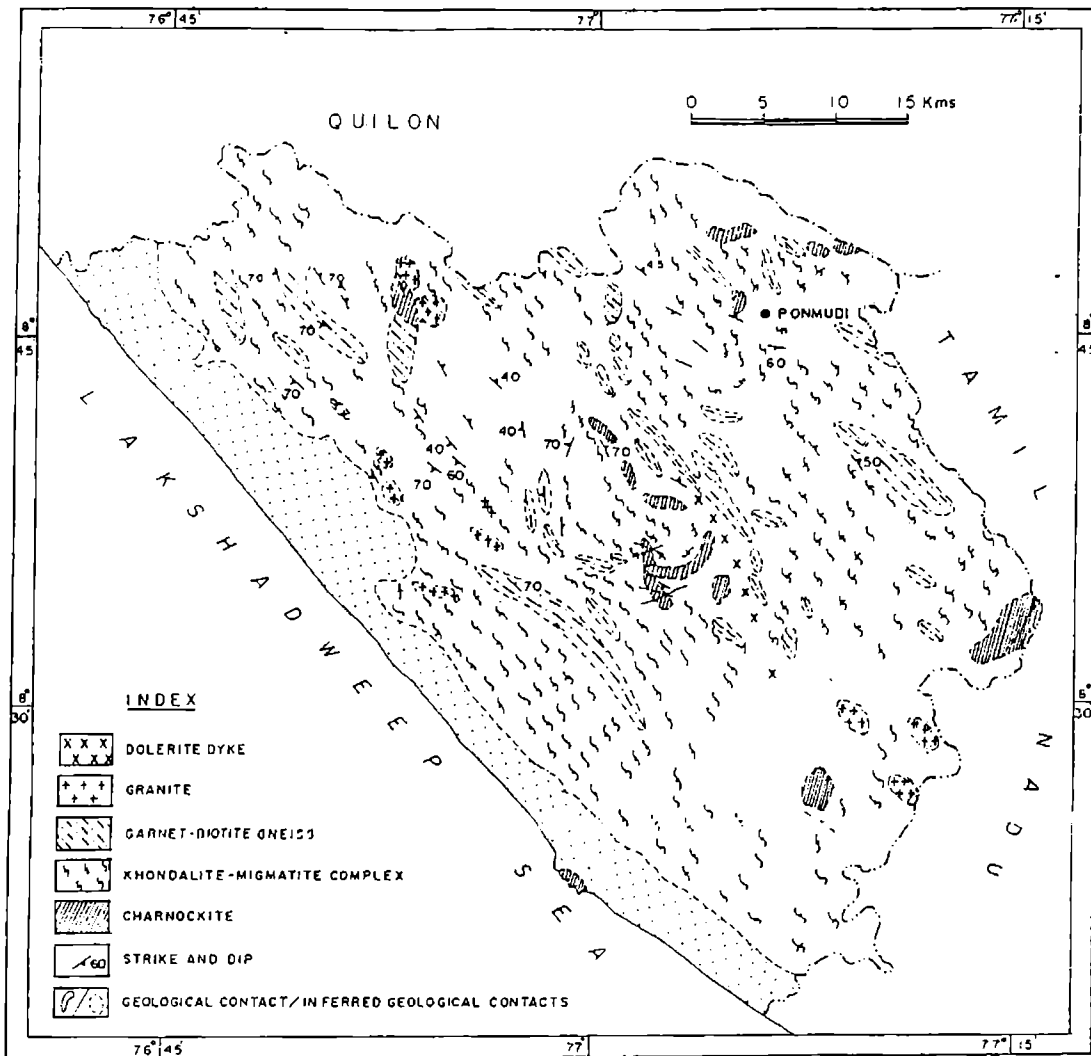 76°45'
77°
77°15'
0 5 10 15 Kms
QUILON
45
70
70
PONMUDI
8°
45
8°
45
70
60
TAMIL NADU
40
70
40
70
70
50
40
60
70
LAKSHADWEEP SEA
70
8°
30'
8°
30
INDEX
DOLERITE DYKE
GRANITE
GARNET-BIOTITE GNEISS
KHONDALITE-MIGMATITE COMPLEX
CHARNOCKITE
60
STRIKE AND DIP
GEOLOGICAL CONTACT/INFERRED GEOLOGICAL CONTACTS
76°45'
77°
77°15'